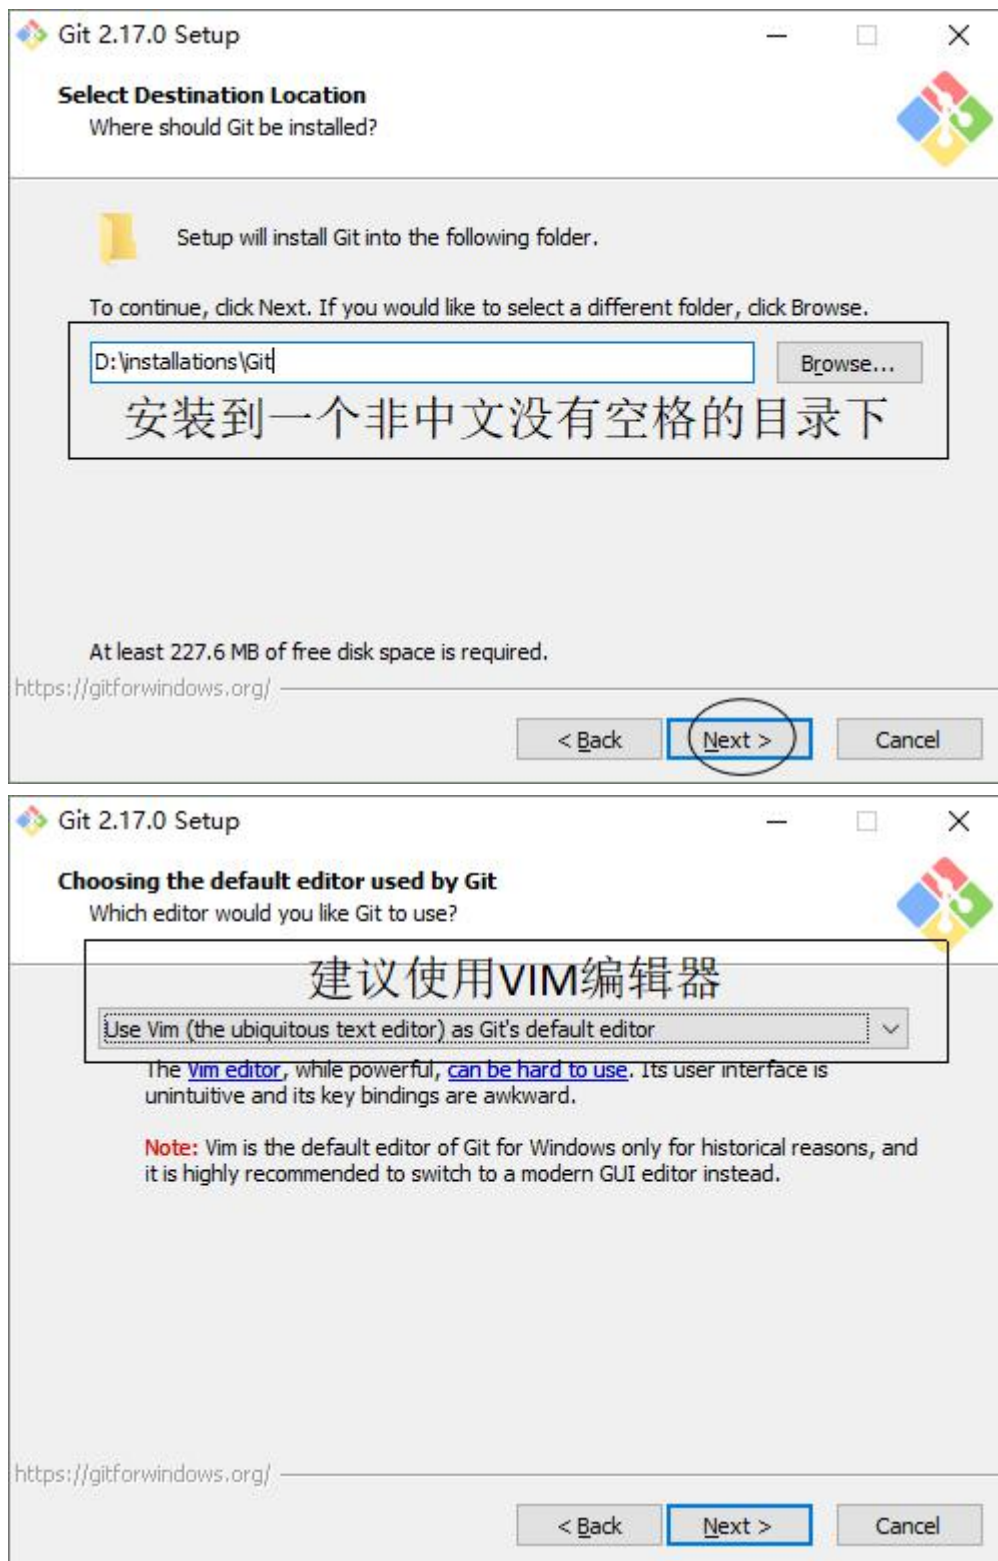 Git 2.17.0 Setup
Select Destination Location
Where should Git be installed?
Setup will install Git into the following folder.
To continue, click Next. If you would like to select a different folder, click Browse.
D:\installations\Git
Browse...
安装到一个非中文没有空格的目录下
At least 227.6 MB of free disk space is required.
https://gitforwindows.org/
< Back Next > Cancel
Git 2.17.0 Setup
Choosing the default editor used by Git
Which editor would you like Git to use?
建议使用VIM编辑器
Use Vim (the ubiquitous text editor) as Git's default editor
The Vim editor, while powerful, can be hard to use. Its user interface is
unintuitive and its key bindings are awkward.
Note: Vim is the default editor of Git for Windows only for historical reasons, and
it is highly recommended to switch to a modern GUI editor instead.
https://gitforwindows.org/
< Back Next > Cancel